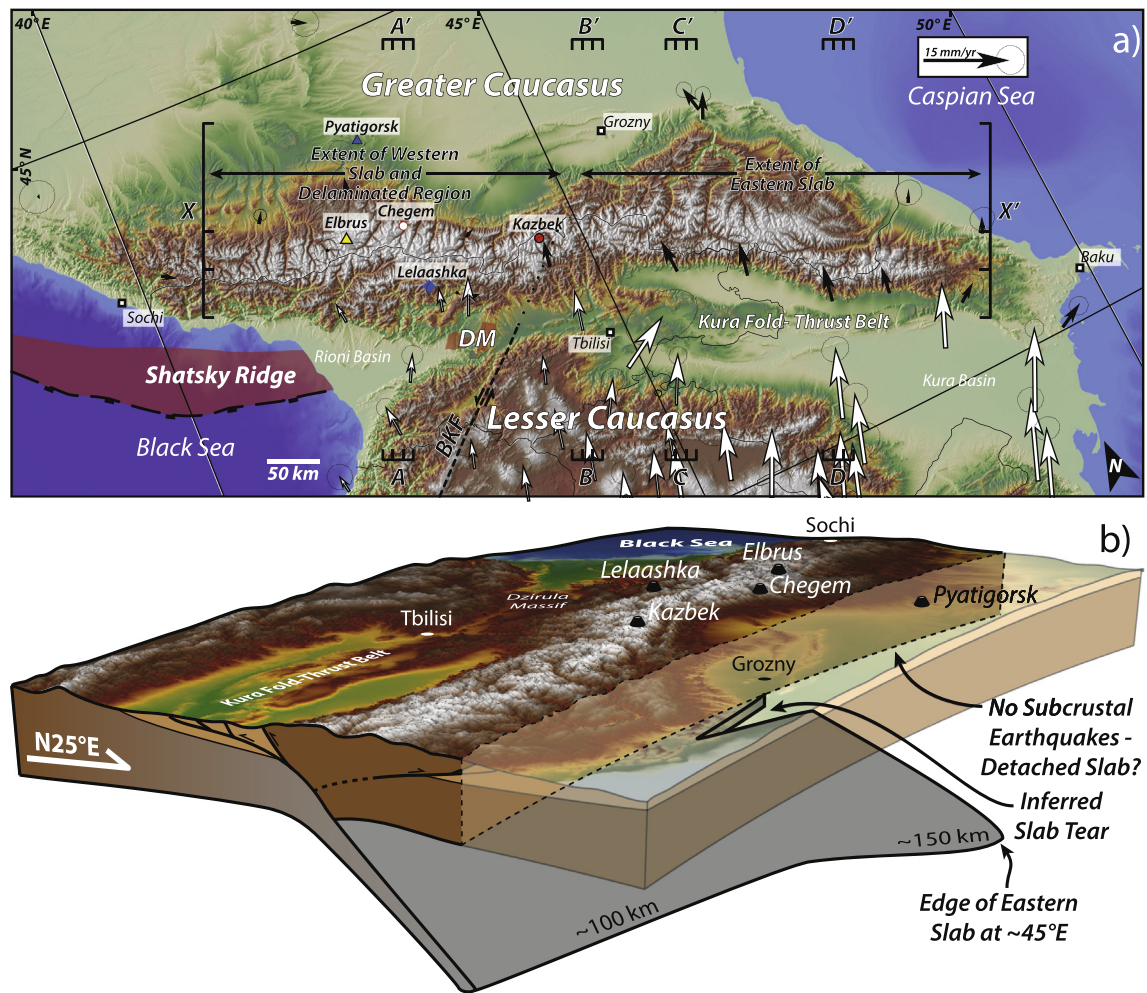 40°E
A'
45°E
B'
C'
D'
50°E
a)
15 mm/yr
Greater Caucasus
Caspian Sea
Pyatigorsk
Grozny
45°N
Extent of Western
Slab and
Delaminated Region
Extent of
Eastern Slab
X
X'
Chegem
Elbrus
Kazbek
Lelaashka
Baku
Sochi
DM
Tbilisi
Kura Fold-Thrust Belt
Rioni Basin
Shatsky Ridge
Kura Basin
Lesser Caucasus
BKF
Black Sea
50 km
A
B
C
D
N
b)
Sochi
Black Sea
Elbrus
Lelaashka
Chegem
Dzirula
Massif
Pyatigorsk
Kazbek
Tbilisi
Grozny
Kura Fold-Thrust Belt
No Subcrustal
Earthquakes -
Detached Slab?
N25°E
Inferred
Slab Tear
~150 km
~100 km
Edge of Eastern
Slab at ~45°E